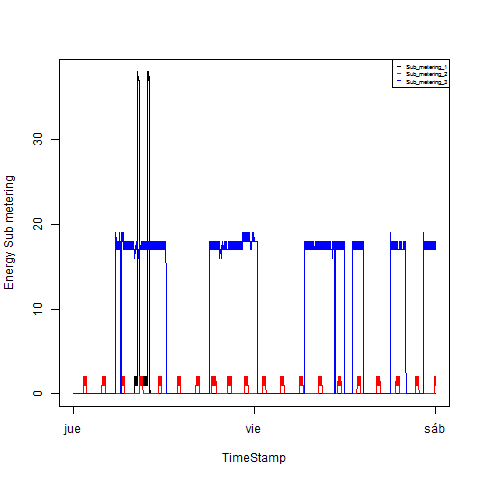 Sub_metering_1
Sub_metering_2
Sub_metering_3
Energy Sub metering
30
20
10
0
jue vie sáb
TimeStamp